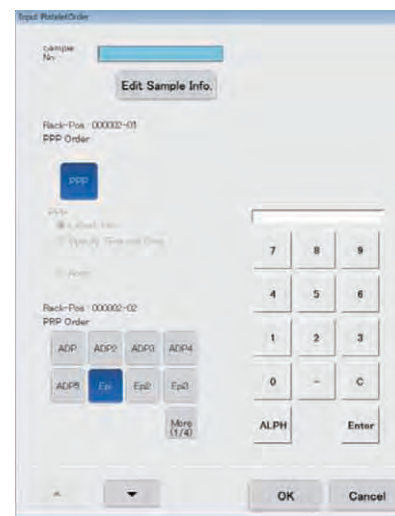 Input PlateletOrder
Sample
No
Edit Sample Info.
Rack-Pos : 000002-01
PPP Order
PPP
7 8 9
4 5 6
Rack-Pos : 000002-02
PRP Order
1 2 3
ADP ADP2 ADP3 ADP4
0 - C
ADP5 Epi Epi2 Epi3
More
(1/4)
ALPH Enter
OK Cancel